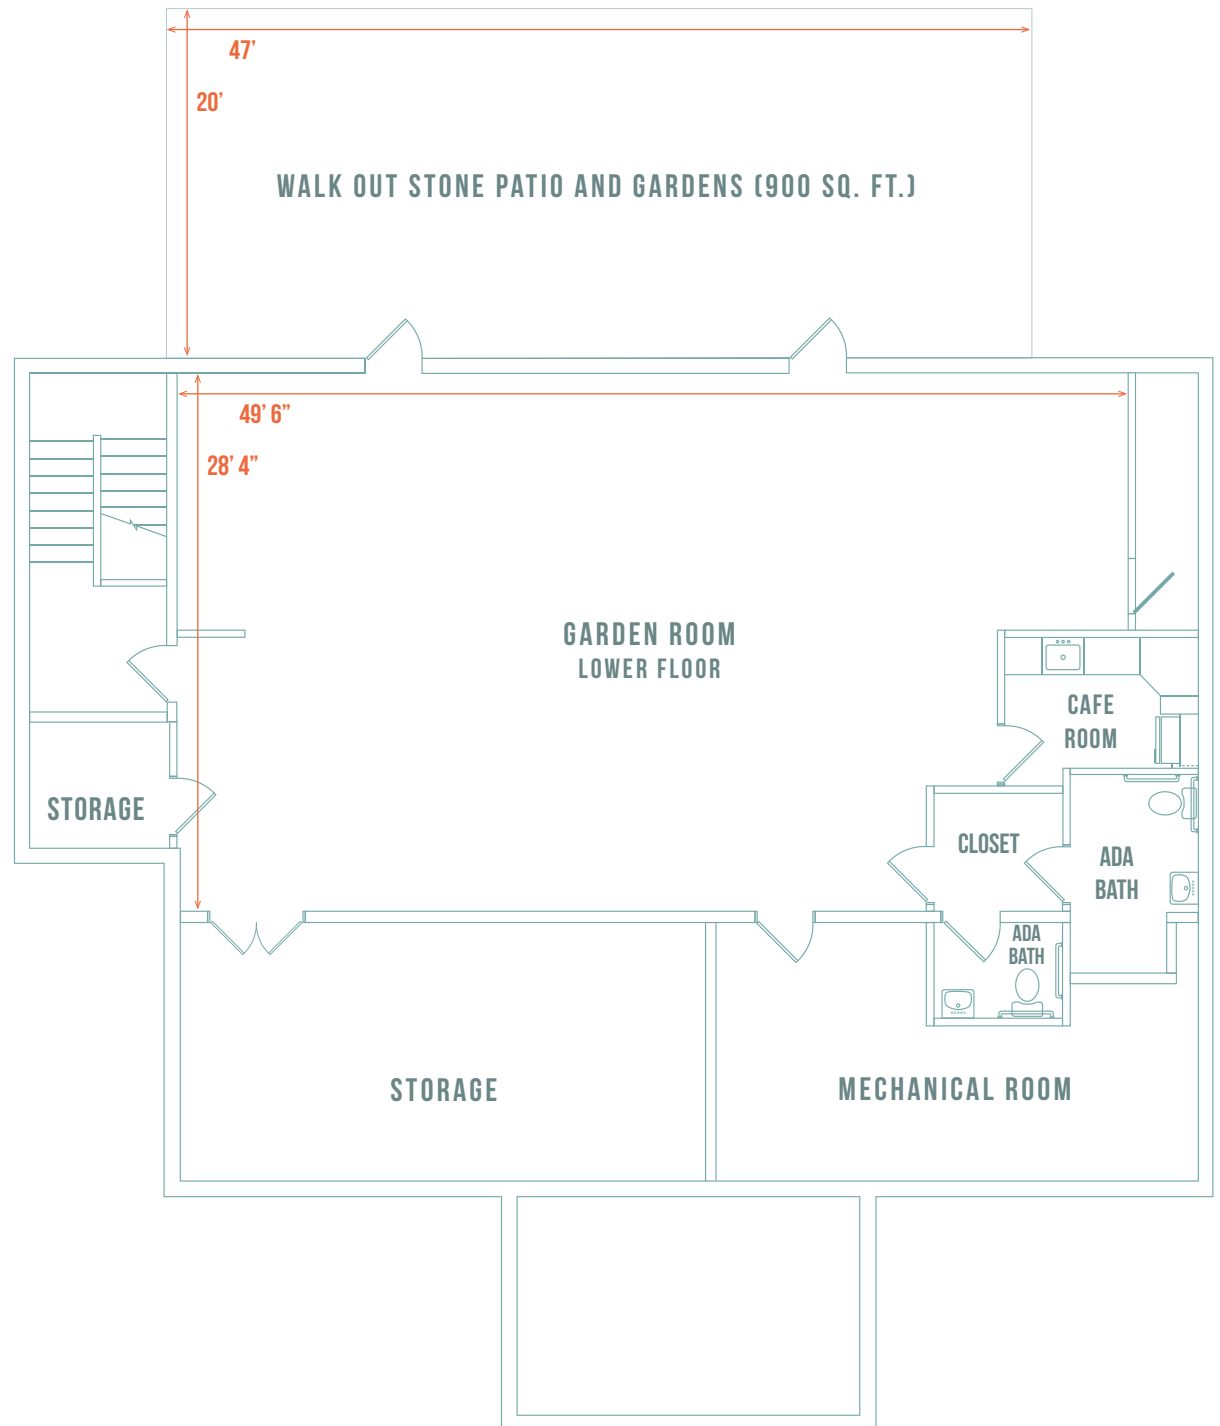 47’
20’
WALK OUT STONE PATIO AND GARDENS (900 SQ. FT.)
49’ 6”
28’ 4”
GARDEN ROOM
LOWER FLOOR
CAFE
ROOM
STORAGE
CLOSET
ADA
BATH
ADA
BATH
STORAGE
MECHANICAL ROOM